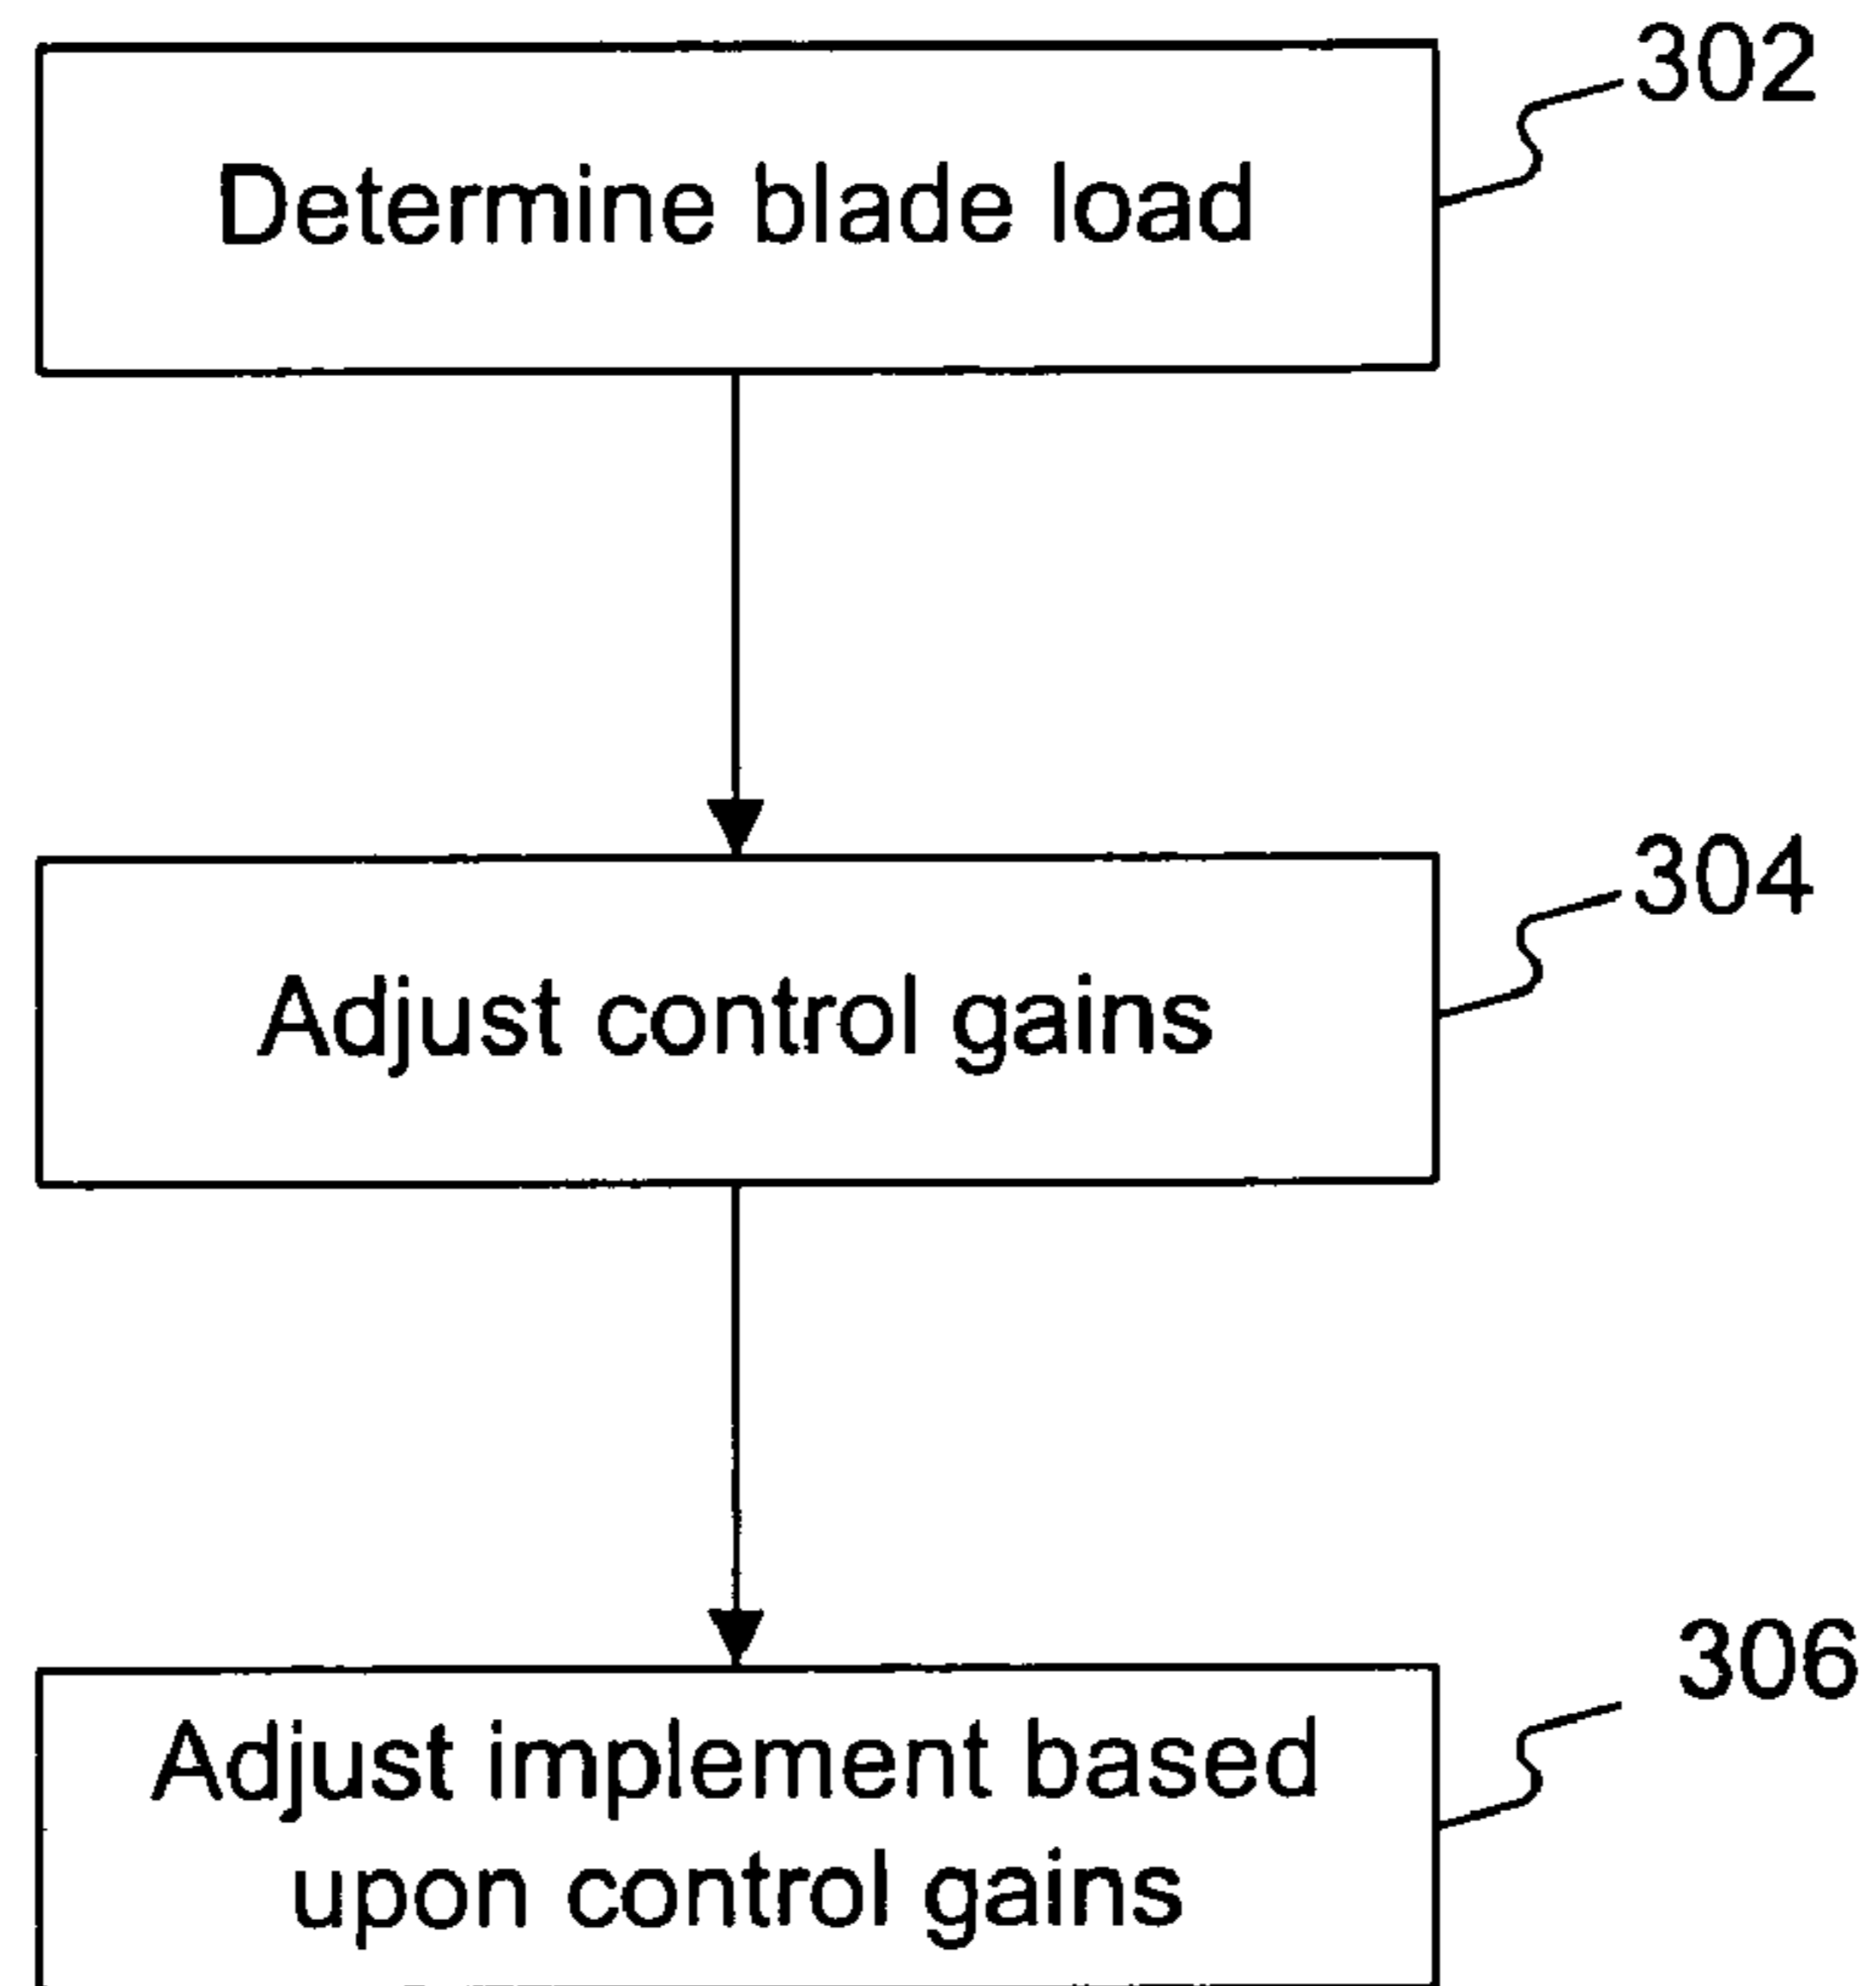 302
Determine blade load
304
Adjust control gains
306
Adjust implement based
upon control gains